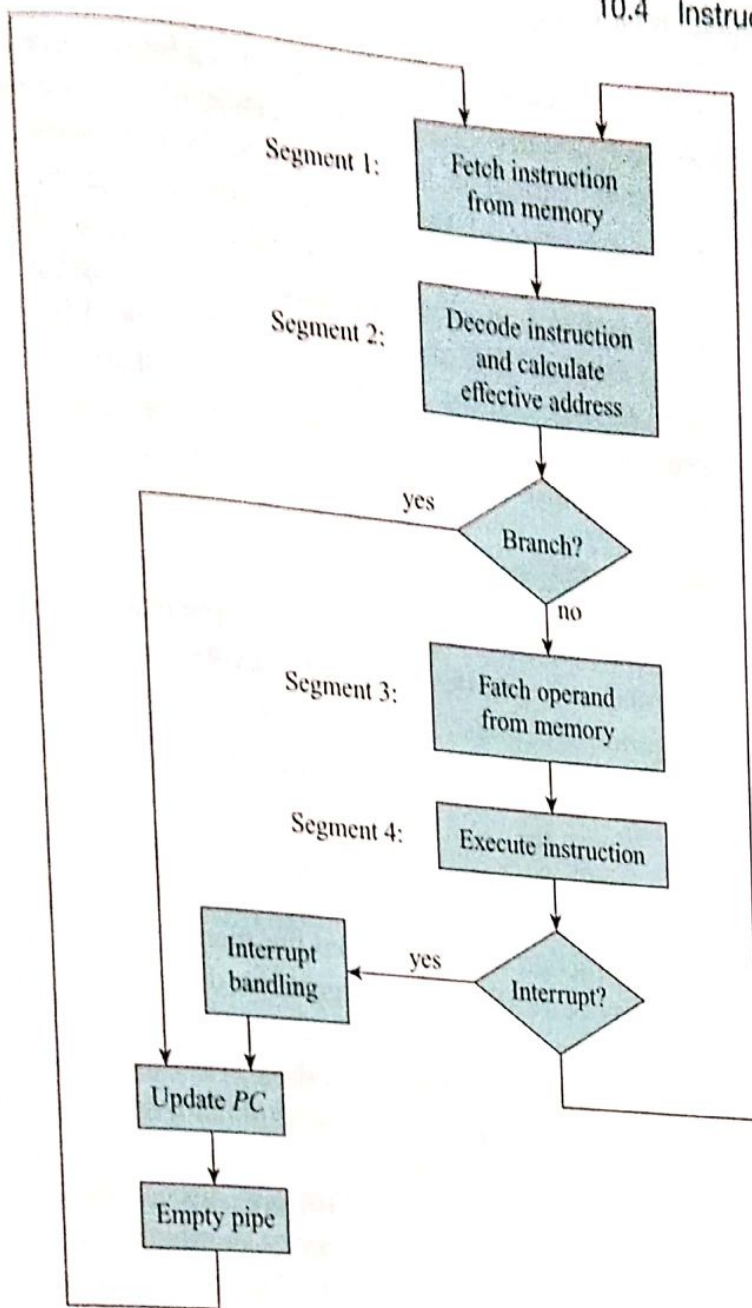 10.4 Instruc
Segment 1:
Fetch instruction
from memory
Segment 2:
Decode instruction
and calculate
effective address
yes
Branch?
no
Segment 3:
Fatch operand
from memory
Segment 4:
Execute instruction
Interrupt
bandling
yes
Interrupt?
Update PC
Empty pipe